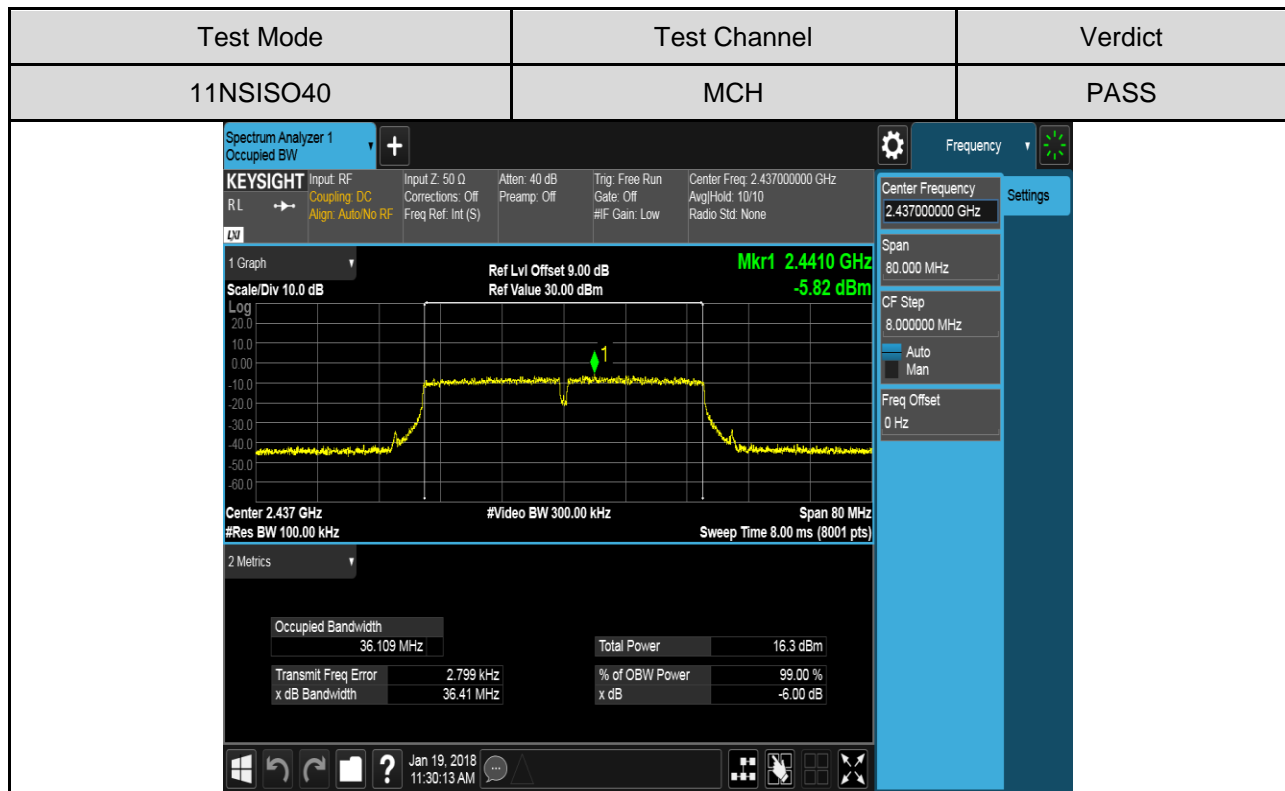 Test Mode Test Channel Verdict
11NSISO40 MCH PASS
Spectrum Analyzer 1
Occupied BW
+
Frequency
KEYSIGHT Input: RF Input Z: 50 Ω Atten: 40 dB Trig: Free Run Center Freq: 2.437000000 GHz
RL Coupling: DC Corrections: Off Preamp: Off Gate: Off Avg|Hold: 10/10
Align: Auto/No RF Freq Ref: Int (S) #IF Gain: Low Radio Std: None
LXI
Center Frequency
2.437000000 GHz
Settings
Span
80.000 MHz
CF Step
8.000000 MHz
Auto
Man
Freq Offset
0 Hz
1 Graph
Ref Lvl Offset 9.00 dB Mkr1 2.4410 GHz
Scale/Div 10.0 dB Ref Value 30.00 dBm -5.82 dBm
Log
20.0
10.0
1
0.00
-10.0
-20.0
-30.0
-40.0
-50.0
-60.0
Center 2.437 GHz #Video BW 300.00 kHz Span 80 MHz
#Res BW 100.00 kHz Sweep Time 8.00 ms (8001 pts)
2 Metrics
Occupied Bandwidth
36.109 MHz Total Power 16.3 dBm
Transmit Freq Error 2.799 kHz % of OBW Power 99.00 %
x dB Bandwidth 36.41 MHz x dB -6.00 dB
? Jan 19, 2018
11:30:13 AM